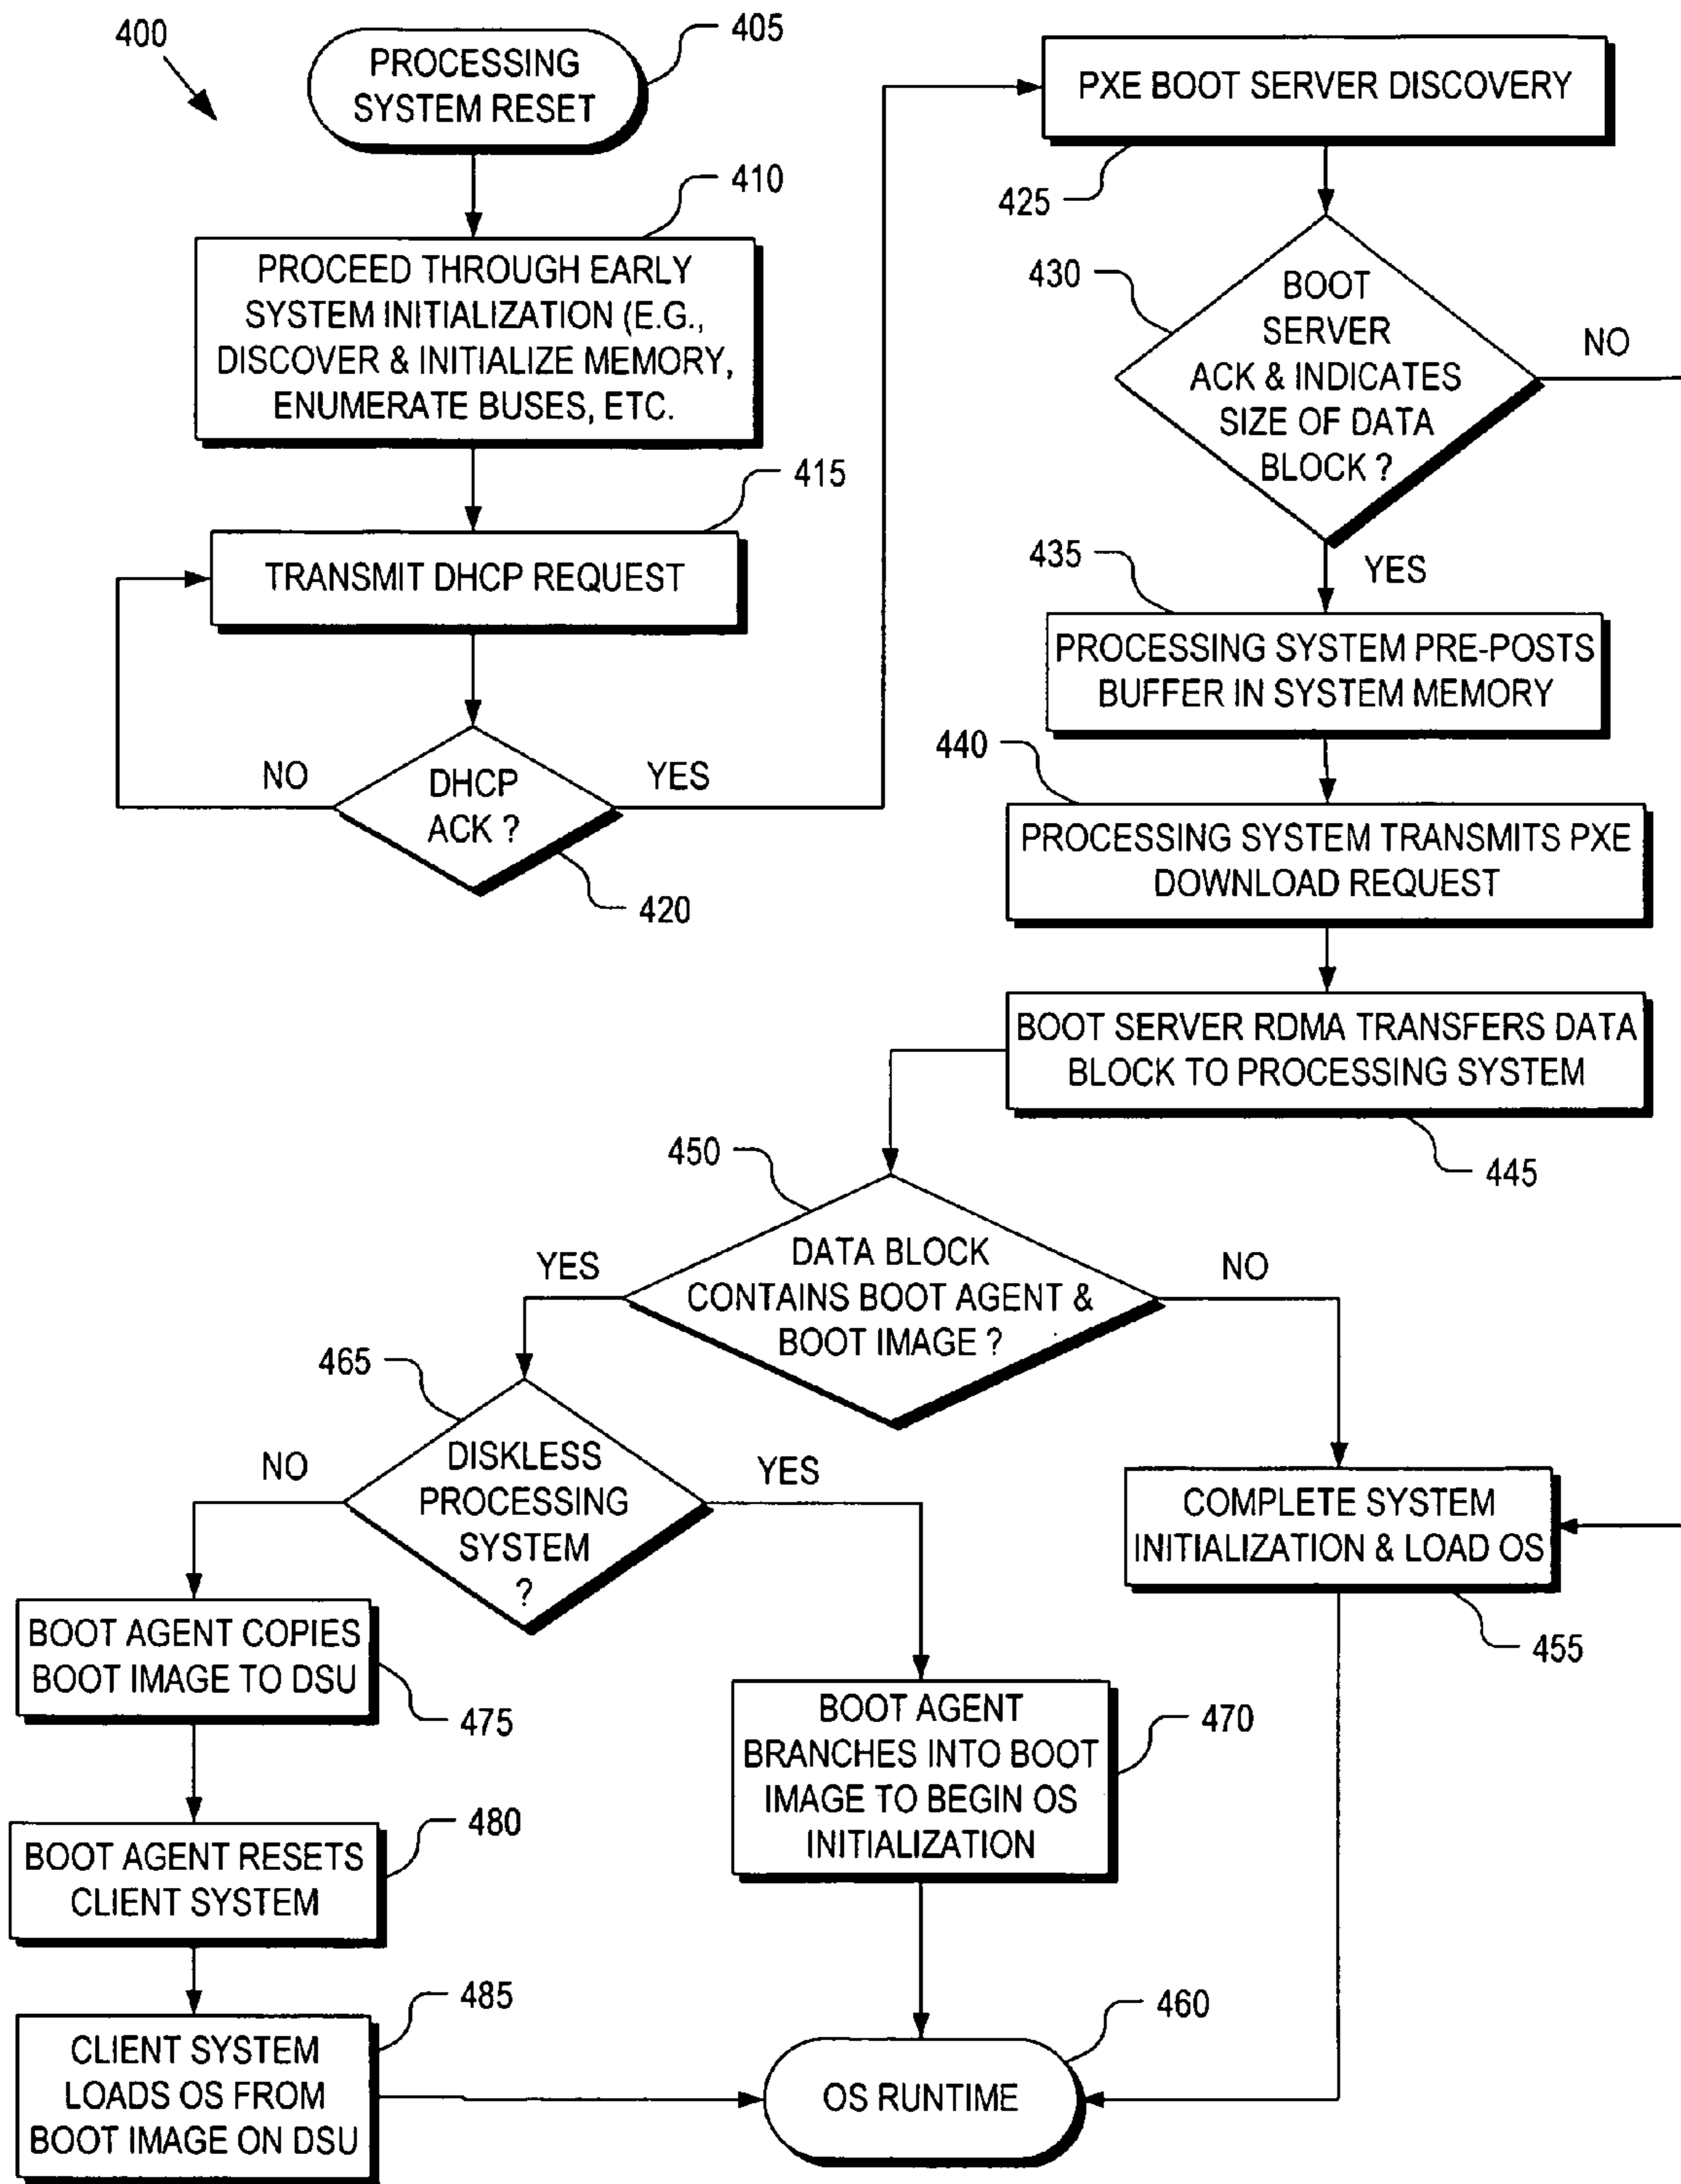 400
405
PROCESSING
SYSTEM RESET
410
PROCEED THROUGH EARLY
SYSTEM INITIALIZATION (E.G.,
DISCOVER & INITIALIZE MEMORY,
ENUMERATE BUSES, ETC.
415
TRANSMIT DHCP REQUEST
NO
DHCP
ACK ?
YES
420
PXE BOOT SERVER DISCOVERY
425
430
BOOT
SERVER
ACK & INDICATES
SIZE OF DATA
BLOCK ?
NO
YES
435
PROCESSING SYSTEM PRE-POSTS
BUFFER IN SYSTEM MEMORY
440
PROCESSING SYSTEM TRANSMITS PXE
DOWNLOAD REQUEST
BOOT SERVER RDMA TRANSFERS DATA
BLOCK TO PROCESSING SYSTEM
445
450
YES
DATA BLOCK
CONTAINS BOOT AGENT &
BOOT IMAGE ?
NO
465
NO
DISKLESS
PROCESSING
SYSTEM
?
YES
COMPLETE SYSTEM
INITIALIZATION & LOAD OS
455
BOOT AGENT COPIES
BOOT IMAGE TO DSU
475
BOOT AGENT
BRANCHES INTO BOOT
IMAGE TO BEGIN OS
INITIALIZATION
470
480
BOOT AGENT RESETS
CLIENT SYSTEM
485
CLIENT SYSTEM
LOADS OS FROM
BOOT IMAGE ON DSU
460
OS RUNTIME